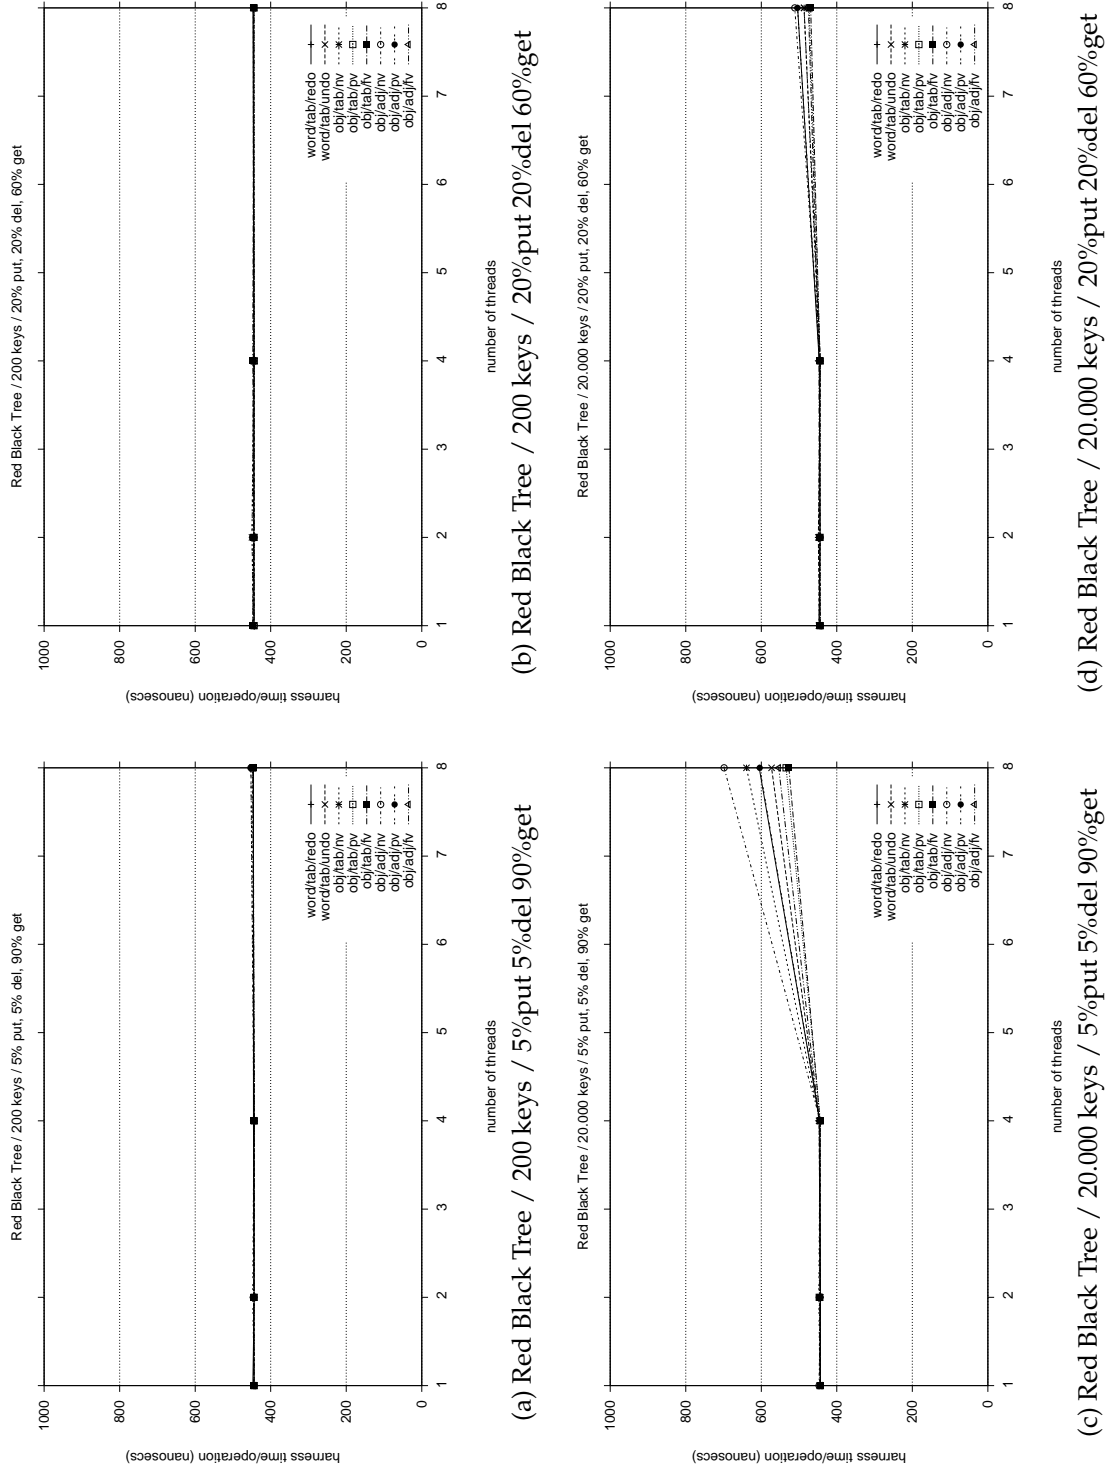 Red Black Tree / 200 keys / 5% put, 5% del, 90% get
harness time/operation (nanosecs)
1000
800
600
400
200
0
1
2
3
4
5
6
7
8
number of threads
word/tab/redo
word/tab/undo
obj/tab/nv
obj/tab/pv
obj/tab/fv
obj/adj/nv
obj/adj/pv
obj/adj/fv
(a) Red Black Tree / 200 keys / 5%put 5%del 90%get
Red Black Tree / 200 keys / 20% put, 20% del, 60% get
harness time/operation (nanosecs)
1000
800
600
400
200
0
1
2
3
4
5
6
7
8
number of threads
word/tab/redo
word/tab/undo
obj/tab/nv
obj/tab/pv
obj/tab/fv
obj/adj/nv
obj/adj/pv
obj/adj/fv
(b) Red Black Tree / 200 keys / 20%put 20%del 60%get
Red Black Tree / 20.000 keys / 5% put, 5% del, 90% get
harness time/operation (nanosecs)
1000
800
600
400
200
0
1
2
3
4
5
6
7
8
number of threads
word/tab/redo
word/tab/undo
obj/tab/nv
obj/tab/pv
obj/tab/fv
obj/adj/nv
obj/adj/pv
obj/adj/fv
(c) Red Black Tree / 20.000 keys / 5%put 5%del 90%get
Red Black Tree / 20.000 keys / 20% put, 20% del, 60% get
harness time/operation (nanosecs)
1000
800
600
400
200
0
1
2
3
4
5
6
7
8
number of threads
word/tab/redo
word/tab/undo
obj/tab/nv
obj/tab/pv
obj/tab/fv
obj/adj/nv
obj/adj/pv
obj/adj/fv
(d) Red Black Tree / 20.000 keys / 20%put 20%del 60%get